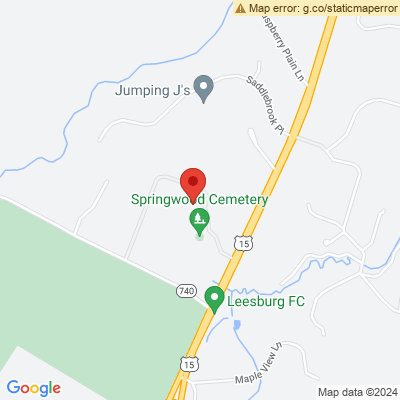 Map error: g.co/staticmaperror
Raspberry Plain Ln
Jumping J's
Saddlebrook Pl
Springwood Cemetery
15
740
Leesburg FC
15
Maple View Ln
Google
Map data ©2024